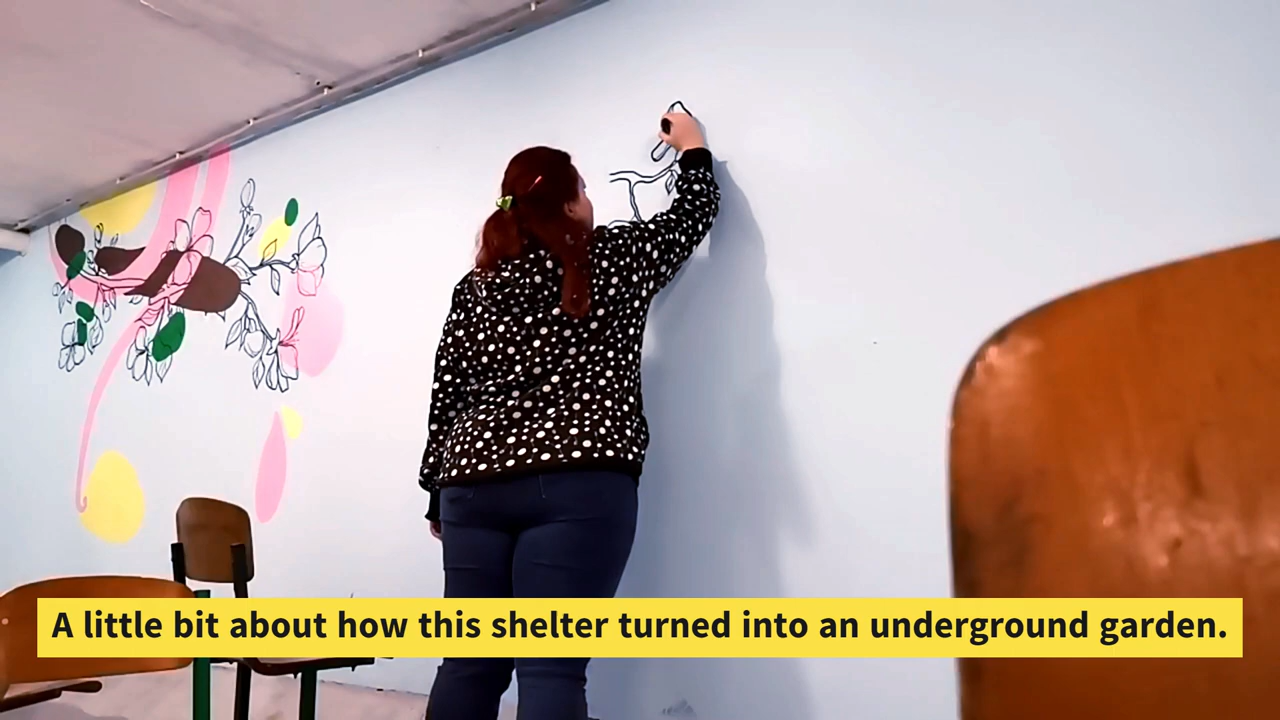 A little bit about how this shelter turned into an underground garden.